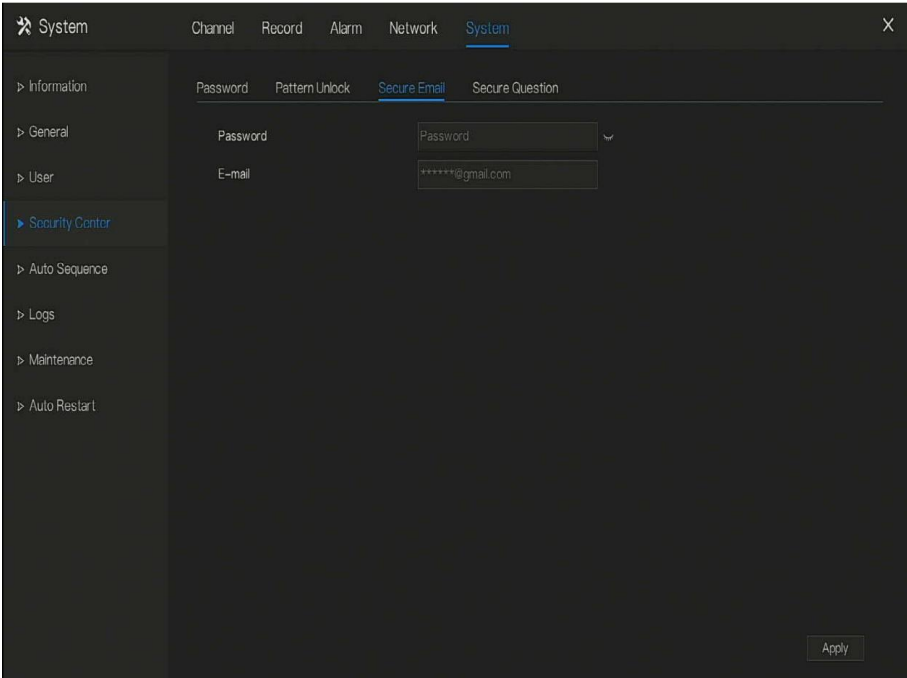 System Channel Record Alarm Network System X
Information
Password Pattern Unlock Secure Email Secure Question
General
Password Password
User
E-mail ******@gmail.com
Security Center
Auto Sequence
Logs
Maintenance
Auto Restart
Apply